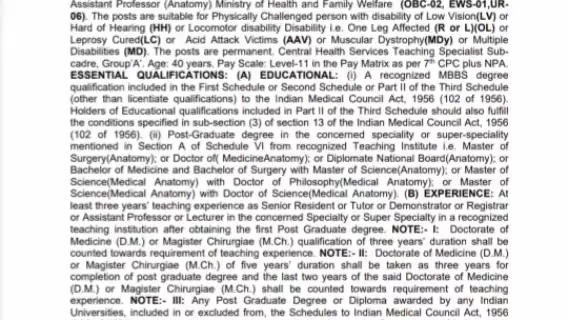 Assistant Professor (Anatomy) Ministry of Health and Family Welfare (OBC-02, EWS-01,UR-
06). The posts are suitable for Physically Challenged person with disability of Low Vision(LV) or
Hard of Hearing (HH) or Locomotor disability Disability i.e. One Leg Affected (R or L)(OL) or
Leprosy Cured(LC) or Acid Attack Victims (AAV) or Muscular Dystrophy(MDy) or Multiple
Disabilities (MD). The posts are permanent. Central Health Services Teaching Specialist Sub-
cadre, Group'A'. Age: 40 years. Pay Scale: Level-11 in the Pay Matrix as per 7th CPC plus NPA.
ESSENTIAL QUALIFICATIONS: (A) EDUCATIONAL: (i) A recognized MBBS degree
qualification included in the First Schedule or Second Schedule or Part II of the Third Schedule
(other than licentiate qualifications) to the Indian Medical Council Act, 1956 (102 of 1956).
Holders of Educational qualifications included in Part II of the Third Schedule should also fulfill
the conditions specified in sub-section (3) of section 13 of the Indian Medical Council Act, 1956
(102 of 1956). (ii) Post-Graduate degree in the concerned speciality or super-speciality
mentioned in Section A of Schedule VI from recognized Teaching Institute i.e. Master of
Surgery(Anatomy); or Doctor of( MedicineAnatomy); or Diplomate National Board(Anatomy); or
Bachelor of Medicine and Bachelor of Surgery with Master of Science(Anatomy); or Master of
Science(Medical Anatomy) with Doctor of Philosophy(Medical Anatomy); or Master of
Science(Medical Anatomy) with Doctor of Science(Medical Anatomy). (B) EXPERIENCE: At
least three years' teaching experience as Senior Resident or Tutor or Demonstrator or Registrar
or Assistant Professor or Lecturer in the concerned Specialty or Super Specialty in a recognized
teaching institution after obtaining the first Post Graduate degree. NOTE:- I: Doctorate of
Medicine (D.M.) or Magister Chirurgiae (M.Ch.) qualification of three years' duration shall be
counted towards requirement of teaching experience. NOTE:- II: Doctorate of Medicine (D.M.)
or Magister Chirurgiae (M.Ch.) of five years' duration shall be taken as three years for
completion of post graduate degree and the last two years of the said Doctorate of Medicine
(D.M.) or Magister Chirurgiae (M.Ch.) shall be counted towards requirement of teaching
experience. NOTE:- III: Any Post Graduate Degree or Diploma awarded by any Indian
Universities, included in or excluded from, the Schedules to Indian Medical Council Act, 1956